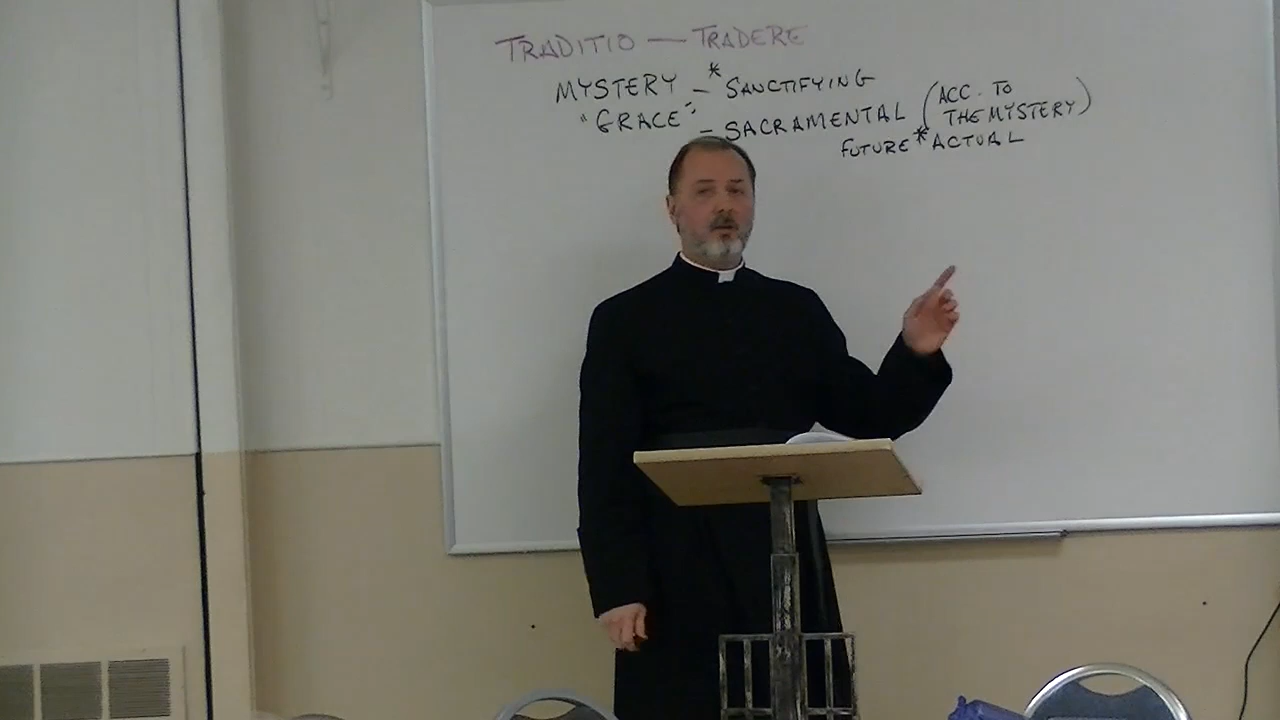 TRADITIO — TRADERE
MYSTERY - * SANCTIFYING
"GRACE" - SACRAMENTAL (ACC. TO THE MYSTERY)
FUTURE * ACTUAL